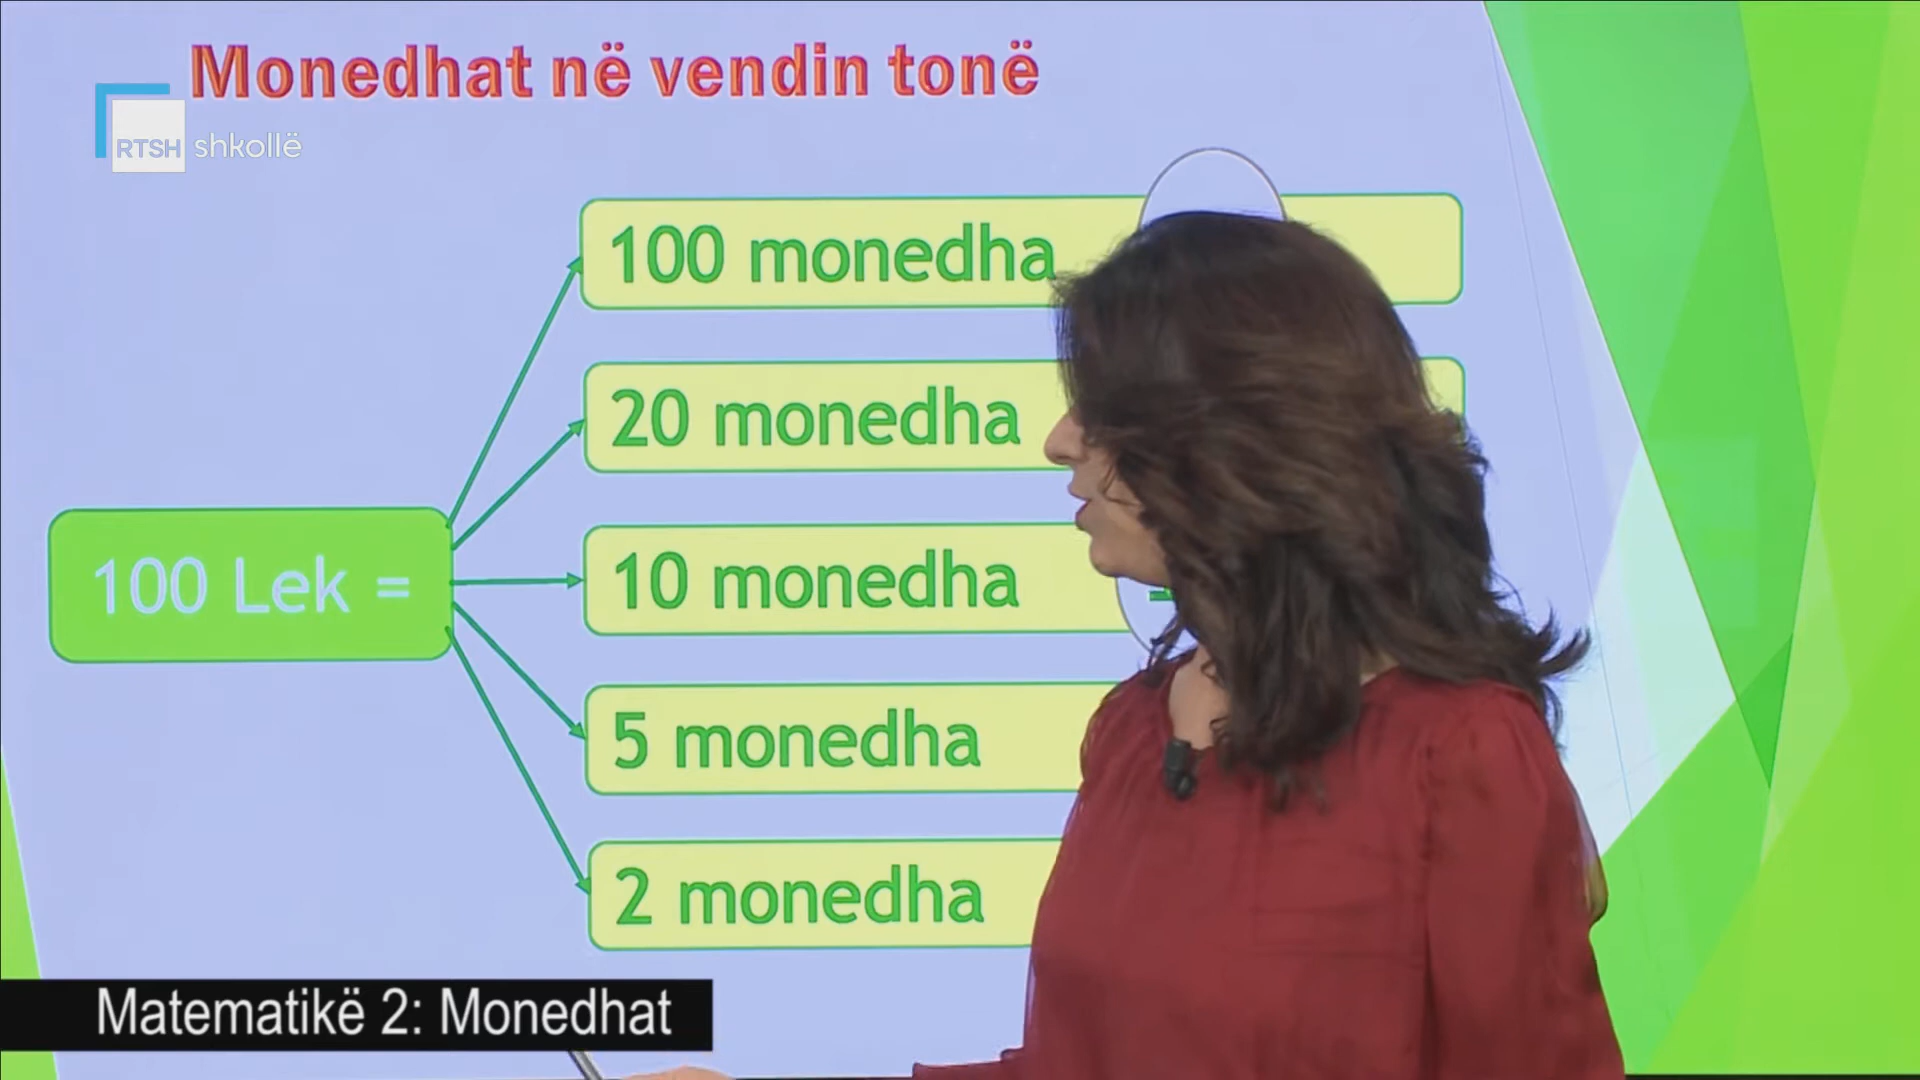 Monedhat në vendin tonë
RTSH shkollë
100 monedha
20 monedha
100 Lek =
10 monedha
5 monedha
2 monedha
Matematikë 2: Monedhat